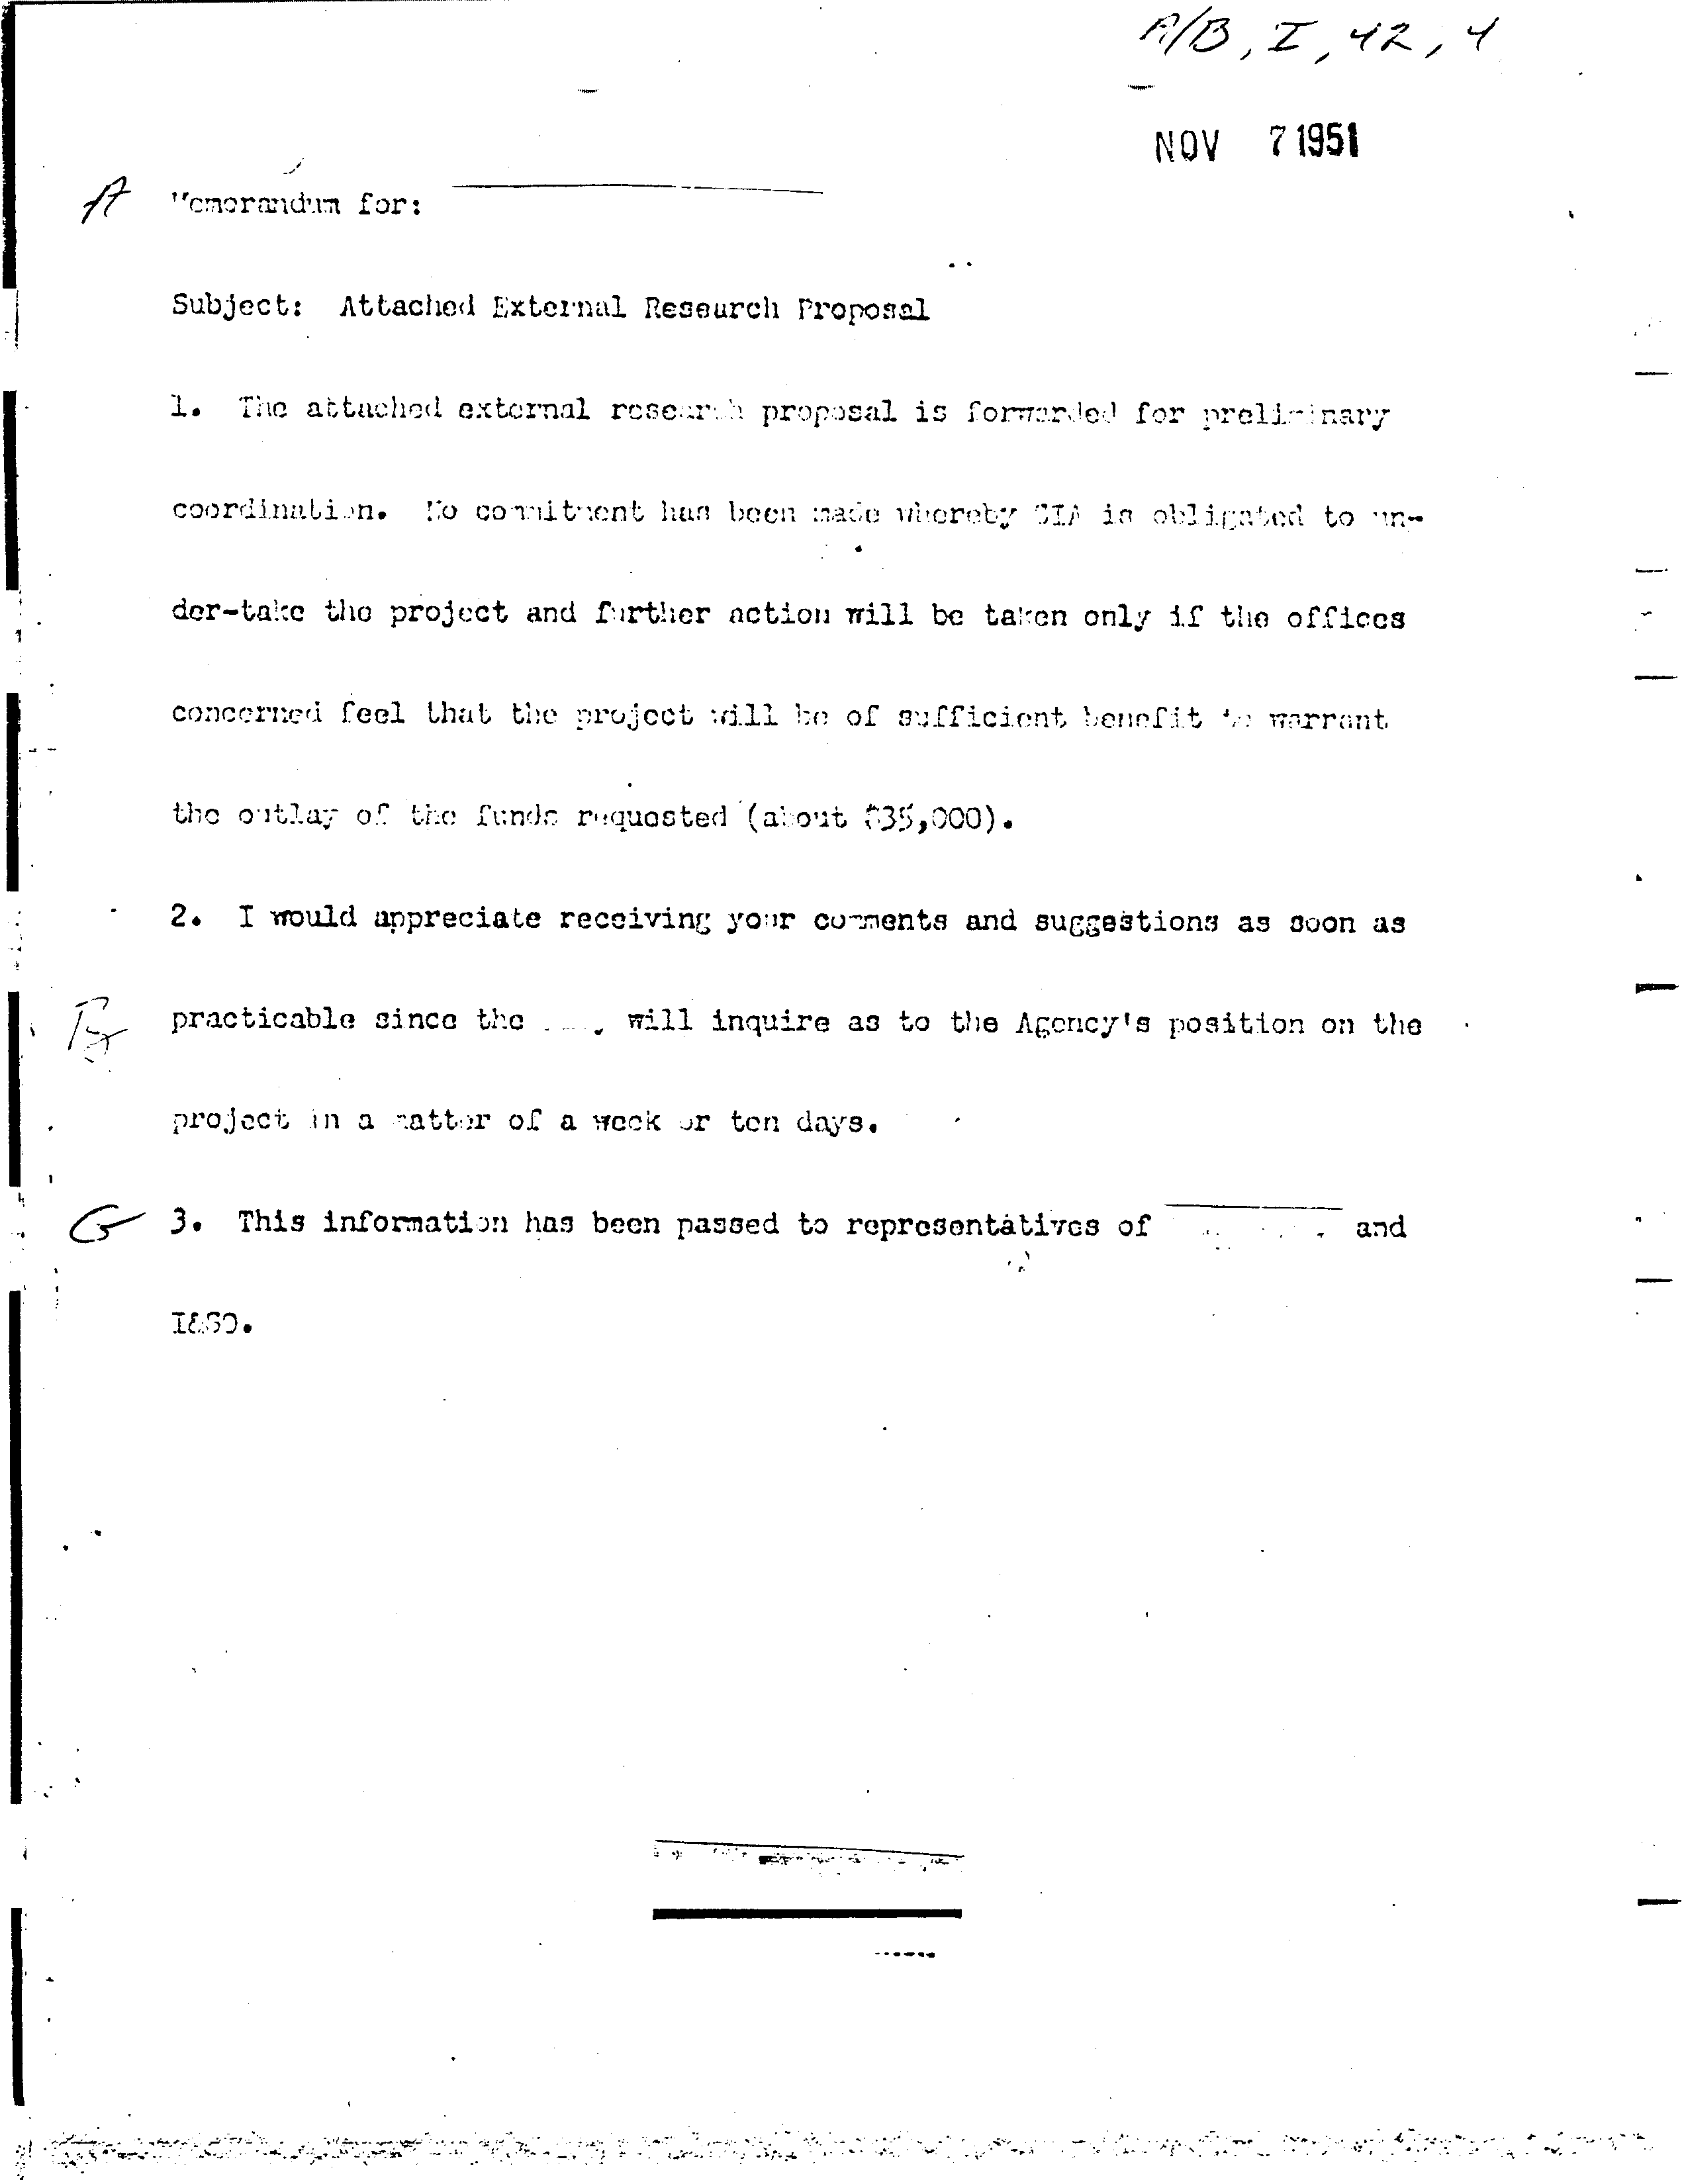 A/B, I, 42, 4
NOV 7 1951
A Memorandum for:
Subject: Attached External Research Proposal
1. The attached external research proposal is forwarded for preliminary
coordination. No commitment has been made whereby CIA is obligated to un-
der-take the project and further action will be taken only if the offices
concerned feel that the project will be of sufficient benefit to warrant
the outlay of the funds requested (about $35,000).
2. I would appreciate receiving your comments and suggestions as soon as
practicable since the will inquire as to the Agency's position on the
project in a matter of a week or ten days.
3. This information has been passed to representatives of and
I&SO.